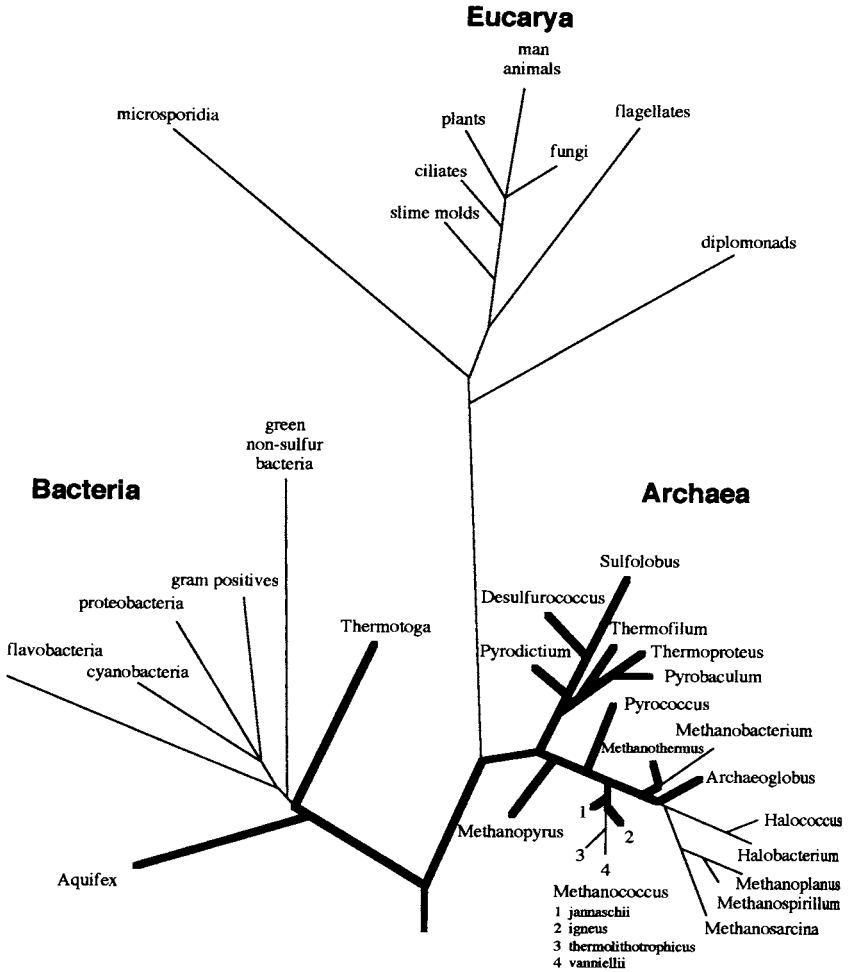 Eucarya
man
animals
microsporidia
plants
flagellates
fungi
ciliates
slime molds
diplomonads
green
non-sulfur
bacteria
Bacteria
Archaea
Sulfolobus
gram positives
Desulfurococcus
proteobacteria
Thermotoga
Thermofilum
flavobacteria
Pyrodictium
Thermoproteus
cyanobacteria
Pyrobaculum
Pyrococcus
Methanobacterium
Methanothermus
Archaeoglobus
1
Halococcus
Methanopyrus
2
3
Halobacterium
4
Aquifex
Methanoplanus
Methanococcus
Methanospirillum
1 jannaschii
2 igneus
Methanosarcina
3 thermolithotrophicus
4 vanniellii